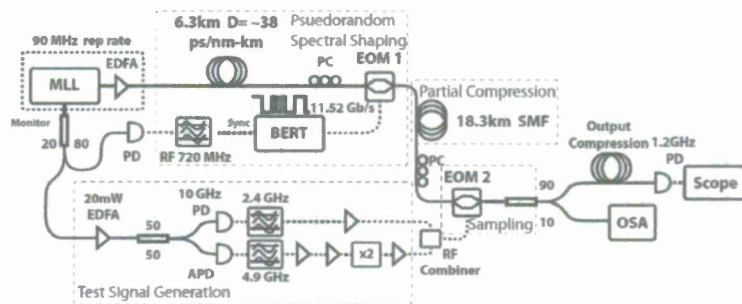 6.3km D= ~38
ps/nm-km
Psuedorandom
Spectral Shaping
90 MHz rep rate
EDFA
MLL
PC
EOM 1
11.52 Gb/s
Partial Compression
18.3km SMF
Monitor
20 80
PD
RF 720 MHz
Sync
BERT
Output
Compression
1.2GHz
PD
Scope
PC
EOM 2
90
10
Sampling
OSA
20mW
EDFA
10 GHz
PD
2.4 GHz
50
50
APD
4.9 GHz
x2
RF
Combiner
Test Signal Generation